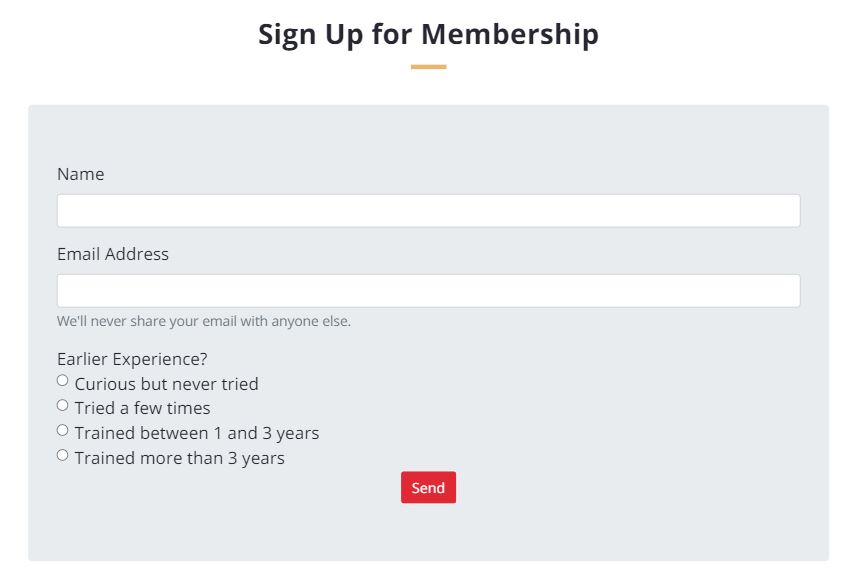 Sign Up for Membership
Name
Email Address
We'll never share your email with anyone else.
Earlier Experience?
Curious but never tried
Tried a few times
Trained between 1 and 3 years
Trained more than 3 years
Send